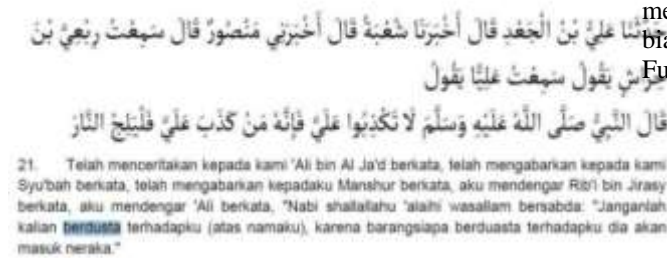 حَدَّثَنَا عَلِيُّ بْنُ الْجَعْدِ قَالَ أَخْبَرَنَا شُعْبَةُ قَالَ أَخْبَرَنِي مَنْصُورٌ قَالَ سَمِعْتُ رِبْعِيَّ بْنَ
حِرَاشٍ يَقُولُ سَمِعْتُ عَلِيًّا يَقُولُ
قَالَ النَّبِيُّ صَلَّى اللَّهُ عَلَيْهِ وَسَلَّمَ لَا تَكْذِبُوا عَلَيَّ فَإِنَّهُ مَنْ كَذَبَ عَلَيَّ فَلْيَلِجْ النَّارَ
me
bia
Fu
21. Telah menceritakan kepada kami 'Ali bin Al Ja'd berkata, telah mengabarkan kepada kami
Syu'bah berkata, telah mengabarkan kepadaku Manshur berkata, aku mendengar Rib'i bin Jirasy
berkata, aku mendengar 'Ali berkata, "Nabi shallallahu 'alaihi wasallam bersabda: "Janganlah
kalian berdusta terhadapku (atas namaku), karena barangsiapa berduasta terhadapku dia akan
masuk neraka."